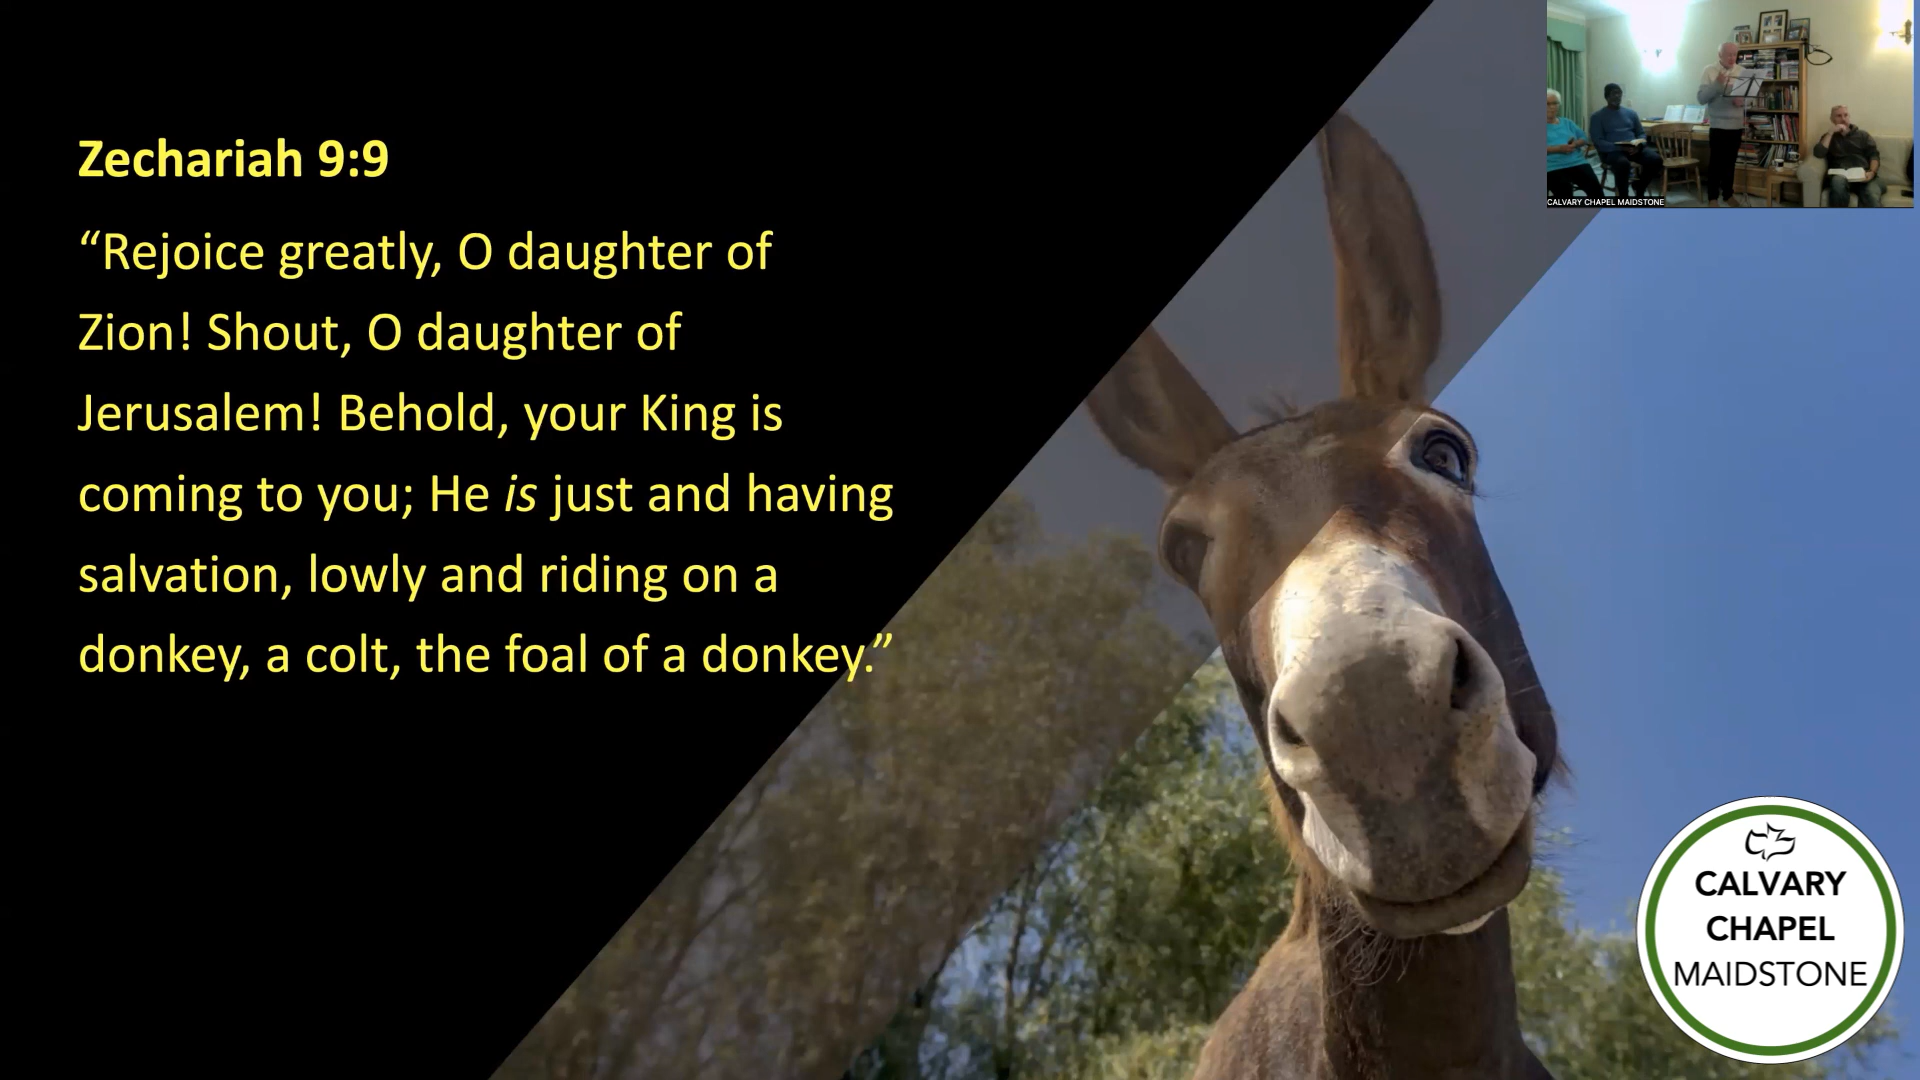 Zechariah 9:9
“Rejoice greatly, O daughter of
Zion! Shout, O daughter of
Jerusalem! Behold, your King is
coming to you; He is just and having
salvation, lowly and riding on a
donkey, a colt, the foal of a donkey.”
CALVARY CHAPEL MAIDSTONE
CALVARY
CHAPEL
MAIDSTONE